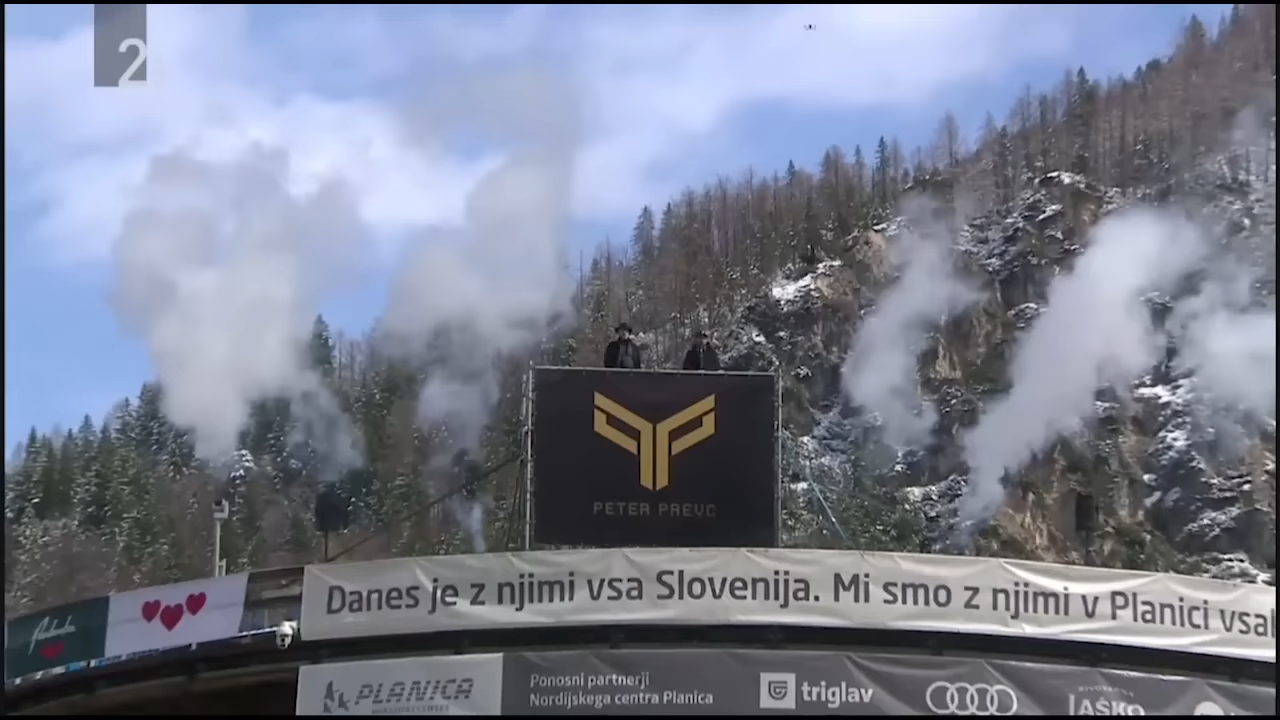 2
PETER PREVC
Danes je z njimi vsa Slovenija. Mi smo z njimi v Planici vsak
PLANICA
Ponosni partnerji
Nordijskega centra Planica
triglav
LAŠKO